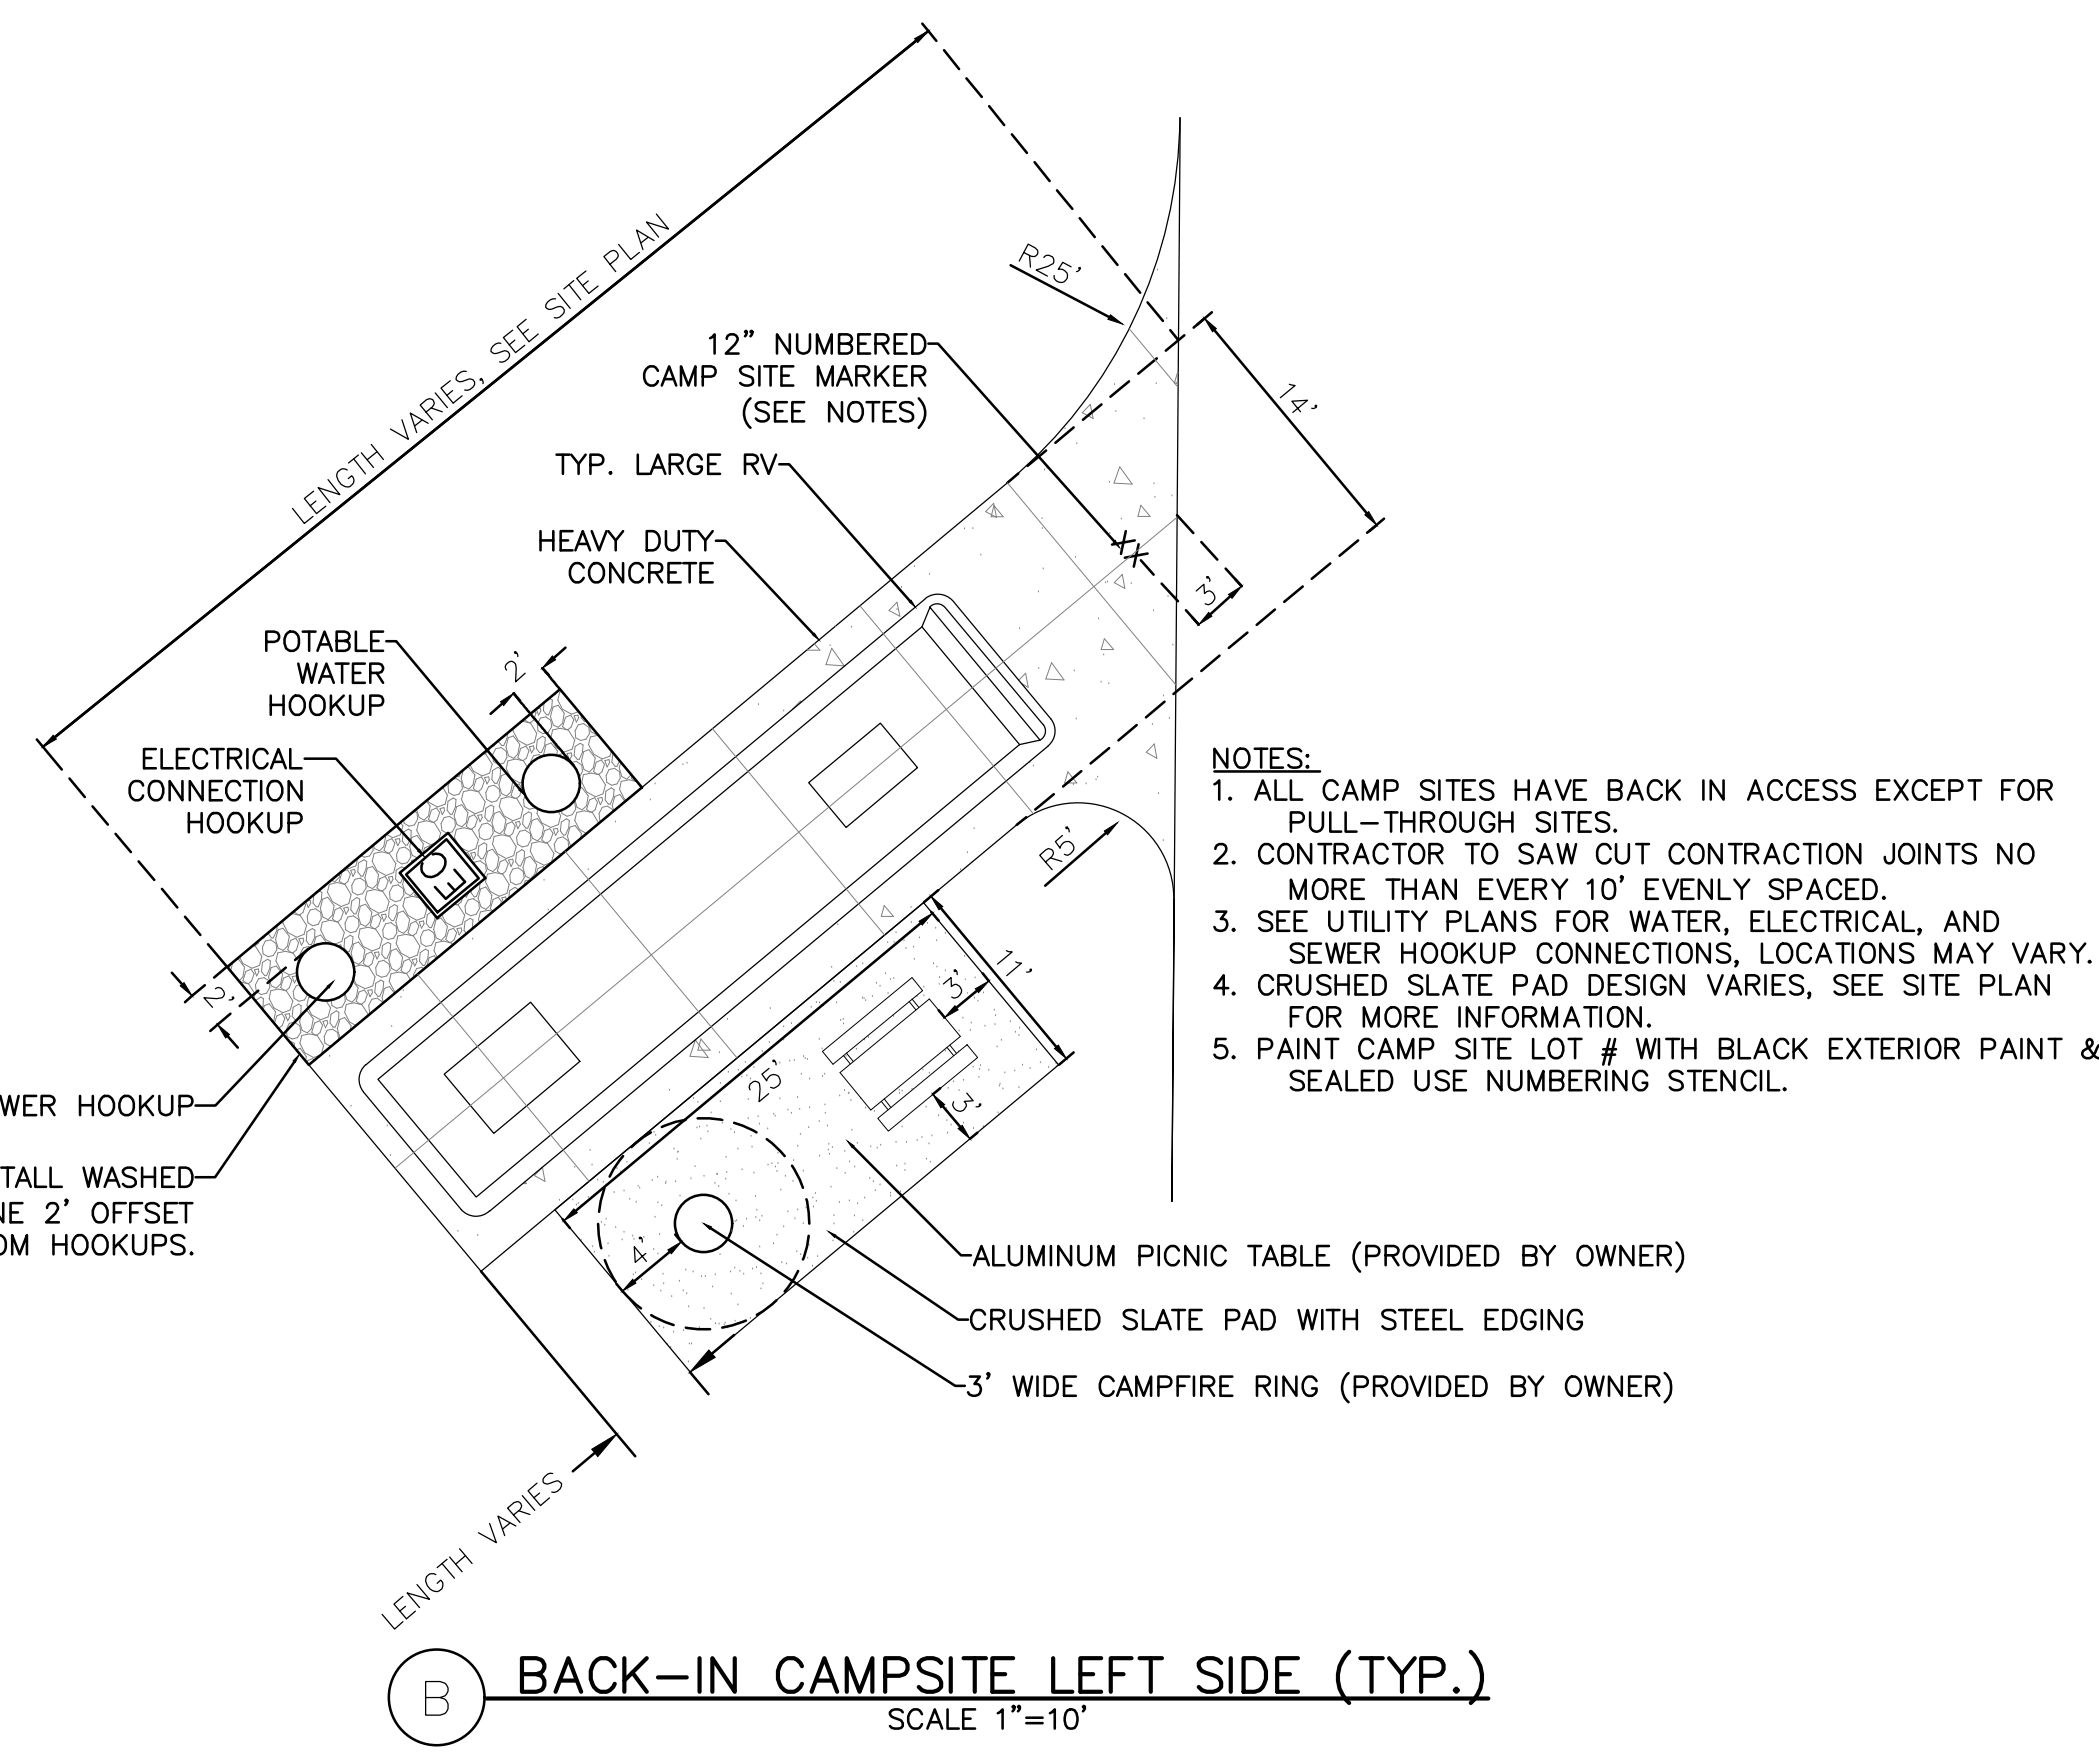 LENGTH VARIES, SEE SITE PLAN
R25'
12" NUMBERED
CAMP SITE MARKER
(SEE NOTES)
14'
TYP. LARGE RV
XX
HEAVY DUTY
CONCRETE
3'
POTABLE
WATER
HOOKUP
2'
ELECTRICAL
CONNECTION
HOOKUP
EC
R5'
NOTES:
1. ALL CAMP SITES HAVE BACK IN ACCESS EXCEPT FOR
PULL-THROUGH SITES.
2. CONTRACTOR TO SAW CUT CONTRACTION JOINTS NO
MORE THAN EVERY 10' EVENLY SPACED.
3. SEE UTILITY PLANS FOR WATER, ELECTRICAL, AND
SEWER HOOKUP CONNECTIONS, LOCATIONS MAY VARY.
4. CRUSHED SLATE PAD DESIGN VARIES, SEE SITE PLAN
FOR MORE INFORMATION.
5. PAINT CAMP SITE LOT # WITH BLACK EXTERIOR PAINT &
SEALED USE NUMBERING STENCIL.
2'
11'
3'
25'
3'
WER HOOKUP
TALL WASHED
NE 2' OFFSET
OM HOOKUPS.
4'
ALUMINUM PICNIC TABLE (PROVIDED BY OWNER)
CRUSHED SLATE PAD WITH STEEL EDGING
3' WIDE CAMPFIRE RING (PROVIDED BY OWNER)
LENGTH VARIES
B
BACK-IN CAMPSITE LEFT SIDE (TYP.)
SCALE 1"=10'